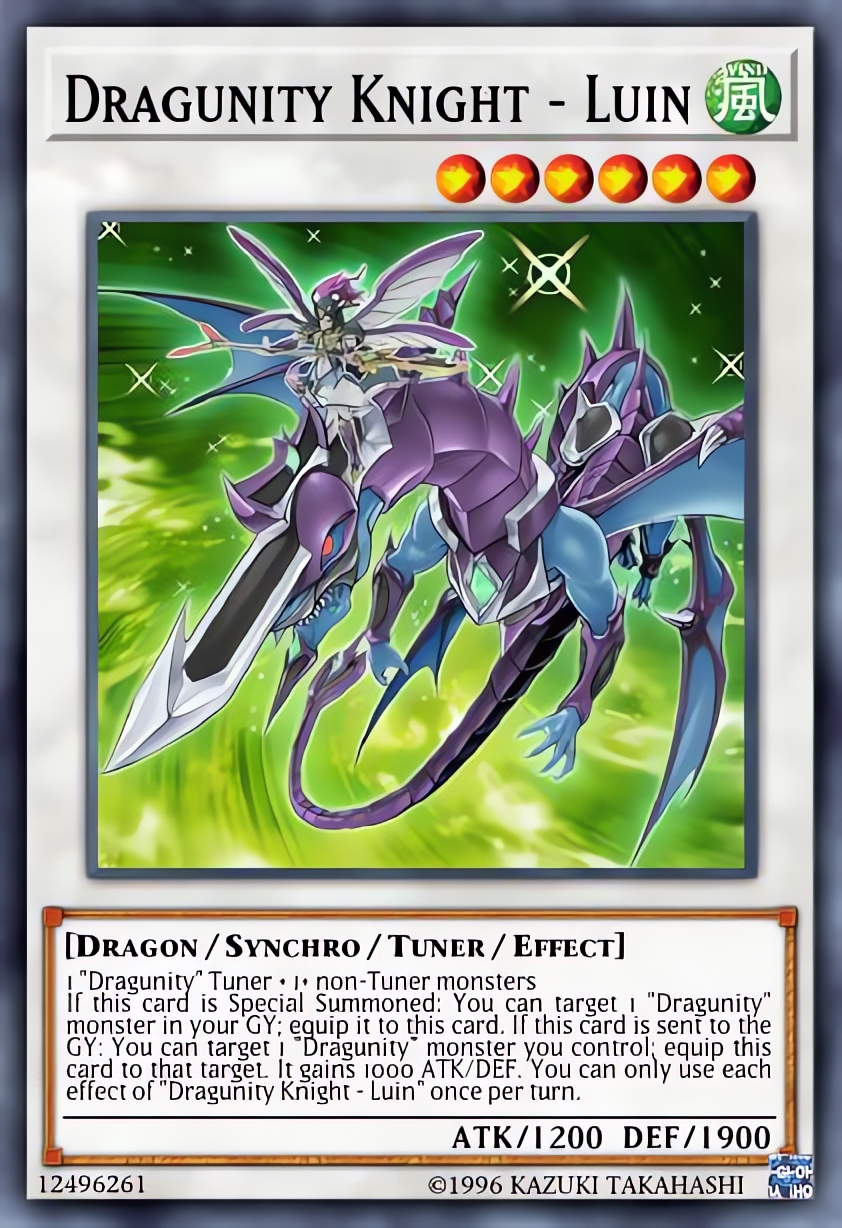 Dragunity Knight - Luin
風
[Dragon / Synchro / Tuner / Effect]
1 "Dragunity" Tuner + 1+ non-Tuner monsters
If this card is Special Summoned: You can target 1 "Dragunity"
monster in your GY; equip it to this card. If this card is sent to the
GY: You can target 1 "Dragunity" monster you control; equip this
card to that target. It gains 1000 ATK/DEF. You can only use each
effect of "Dragunity Knight - Luin" once per turn.
ATK/1200 DEF/1900
12496261
©1996 KAZUKI TAKAHASHI